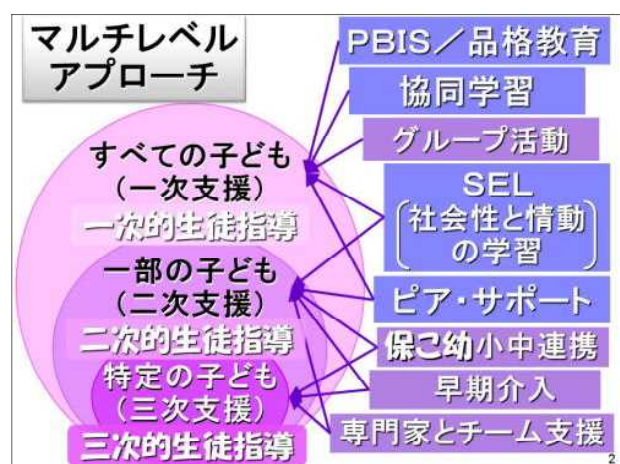 マルチレベル
アプローチ
すべての子ども
(一次支援)
一次的生徒指導
一部の子ども
(二次支援)
二次的生徒指導
特定の子ども
(三次支援)
三次的生徒指導
PBIS/品格教育
協同学習
グループ活動
SEL
〔社会性と情動
の学習〕
ピア・サポート
保こ幼小中連携
早期介入
専門家とチーム支援
2